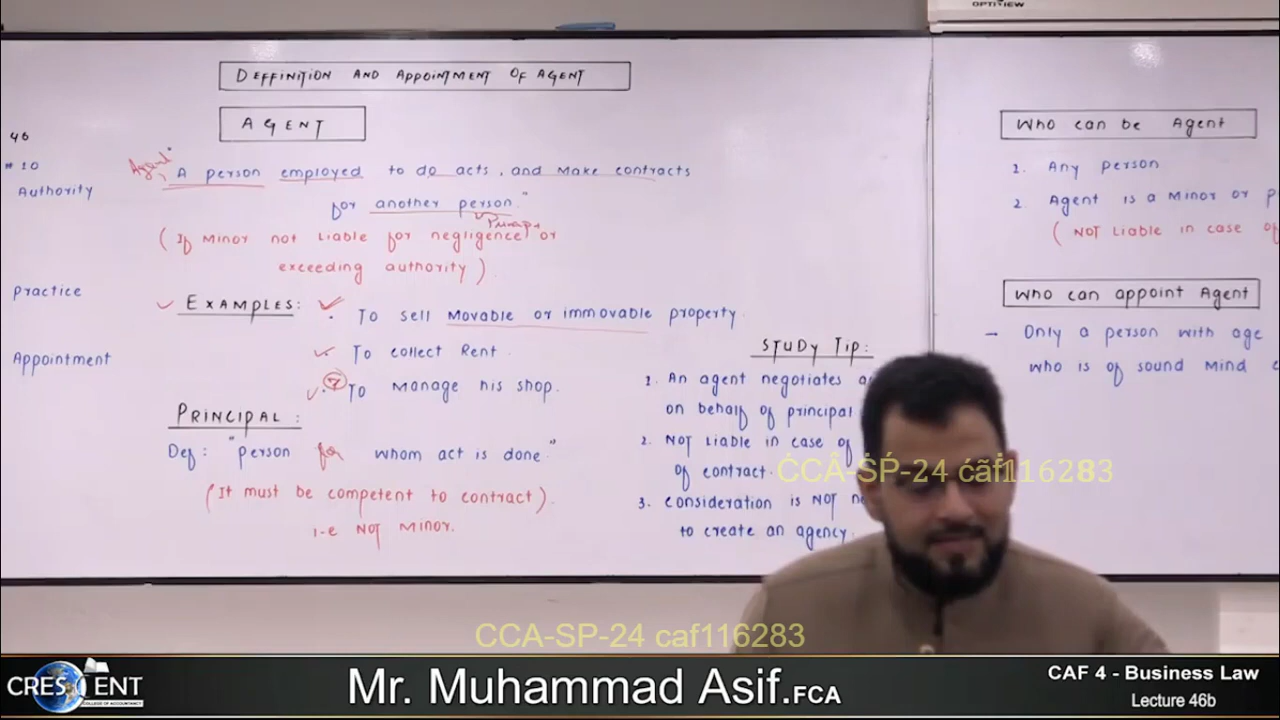 OPTIVIEW
DEFFINITION AND APPOINTMENT OF AGENT
AGENT
46
# 10
Authority
Practice
Appointment
Agent
"A person employed to do acts, and make contracts
for another person."
(If Minor not liable for negligence or
exceeding authority)
EXAMPLES:
. To sell Movable or immovable property
To collect Rent.
. To manage his shop.
PRINCIPAL:
Def: "person for whom act is done"
(It must be competent to contract).
i-e NOT Minor.
STUDY TIP:
1. An agent negotiates
on behalf of principal
2. NOT liable in case of
of contract.
3. Consideration is NOT
to create an agency.
Who can be Agent
1. Any person
2. Agent is a Minor or
(NOT liable in case of
Who can appoint Agent
- Only a person with age
who is of sound Mind
CCA-SP-24 caf116283
CCA-SP-24 caf116283
CRESCENT
COLLEGE OF ACCOUNTANCY
Mr. Muhammad Asif.FCA
CAF 4 - Business Law
Lecture 46b